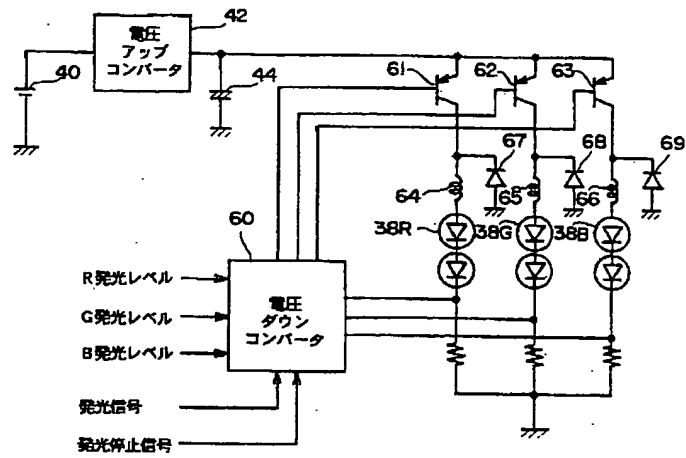 42
電圧
アップ
コンバータ
40
44
61
62
63
67
68
69
64
65
66
38R
38G
38B
60
R発光レベル
G発光レベル
B発光レベル
電圧
ダウン
コンバータ
発光信号
発光停止信号